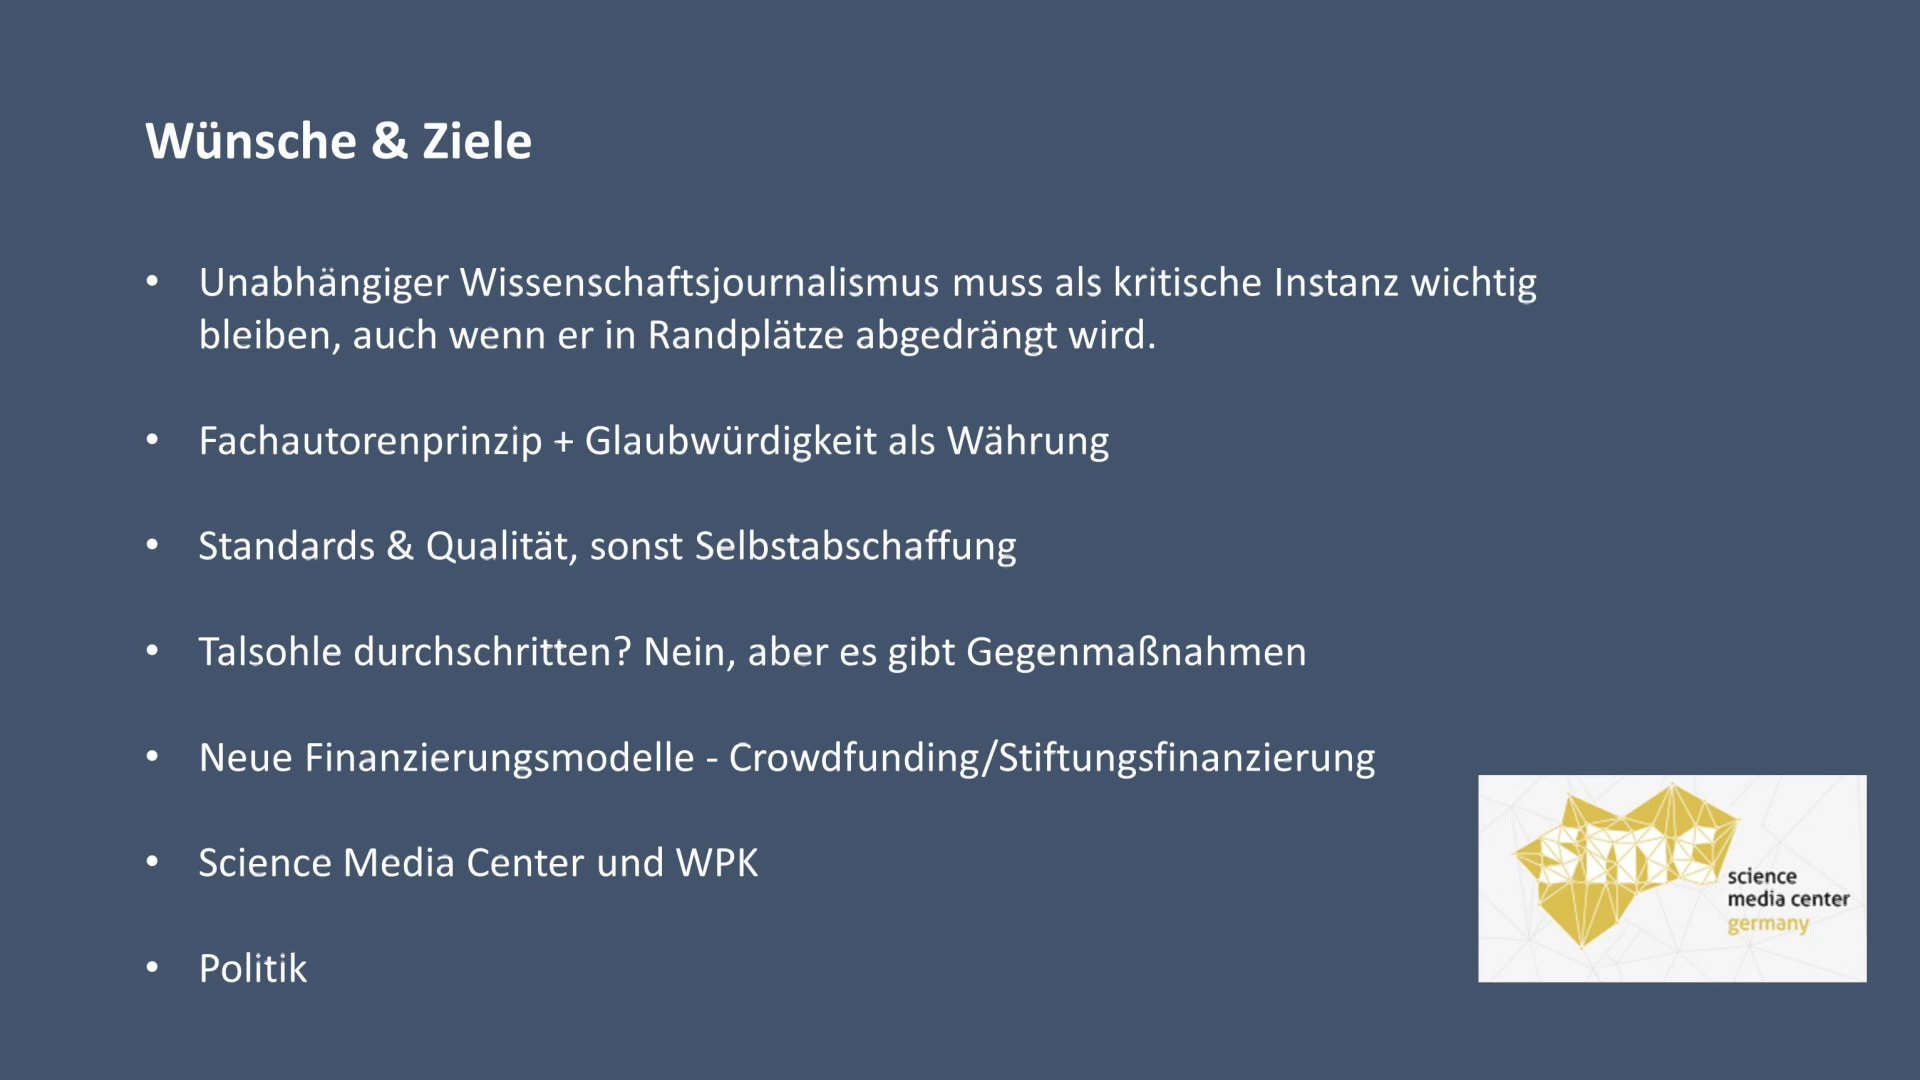 Wünsche & Ziele
• Unabhängiger Wissenschaftsjournalismus muss als kritische Instanz wichtig
bleiben, auch wenn er in Randplätze abgedrängt wird.
• Fachautorenprinzip + Glaubwürdigkeit als Währung
• Standards & Qualität, sonst Selbstabschaffung
• Talsohle durchschritten? Nein, aber es gibt Gegenmaßnahmen
• Neue Finanzierungsmodelle - Crowdfunding/Stiftungsfinanzierung
• Science Media Center und WPK
• Politik
smc
science
media center
germany